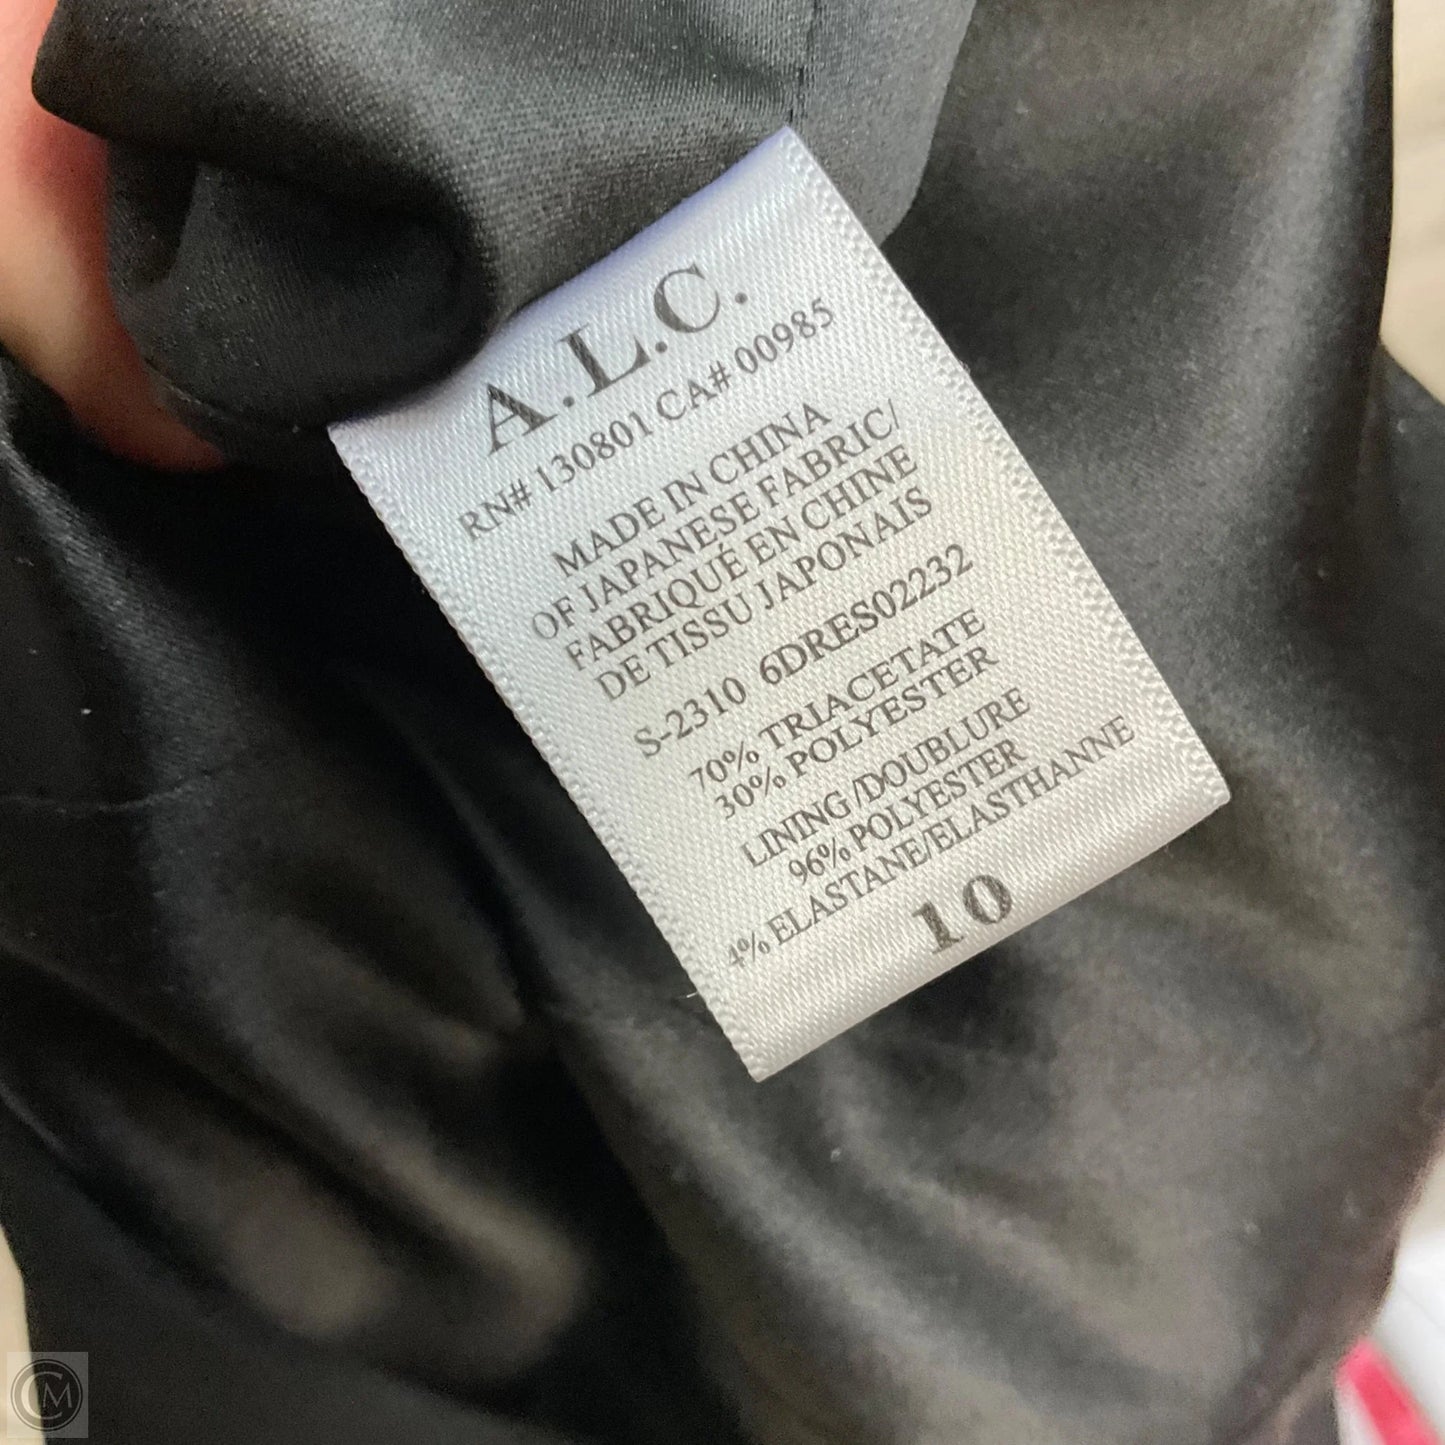 A.L.C.
RN# 130801 CA# 00985
MADE IN CHINA
OF JAPANESE FABRIC/
FABRIQUÉ EN CHINE
DE TISSU JAPONAIS
S-2310 6DRES02232
70% TRIACETATE
30% POLYESTER
LINING/DOUBLURE
96% POLYESTER
4% ELASTANE/ELASTHANNE
10
CM